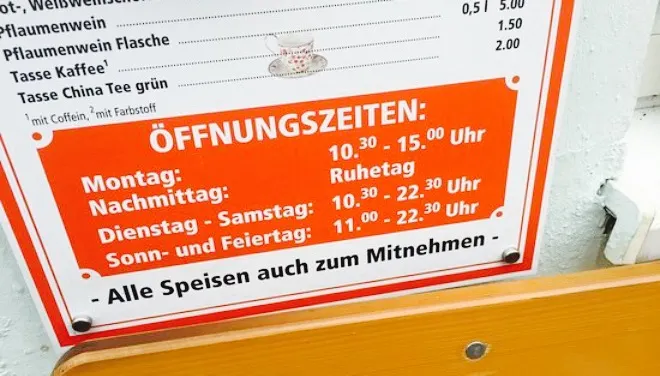 Pflaumenwein 0,5 l 5.00
Pflaumenwein Flasche 1.50
Tasse Kaffee¹ 2.00
Tasse China Tee grün
¹ mit Coffein, ² mit Farbstoff
ÖFFNUNGSZEITEN:
Montag: 10.30 - 15.00 Uhr
Nachmittag: Ruhetag
Dienstag - Samstag: 10.30 - 22.30 Uhr
Sonn- und Feiertag: 11.00 - 22.30 Uhr
- Alle Speisen auch zum Mitnehmen -